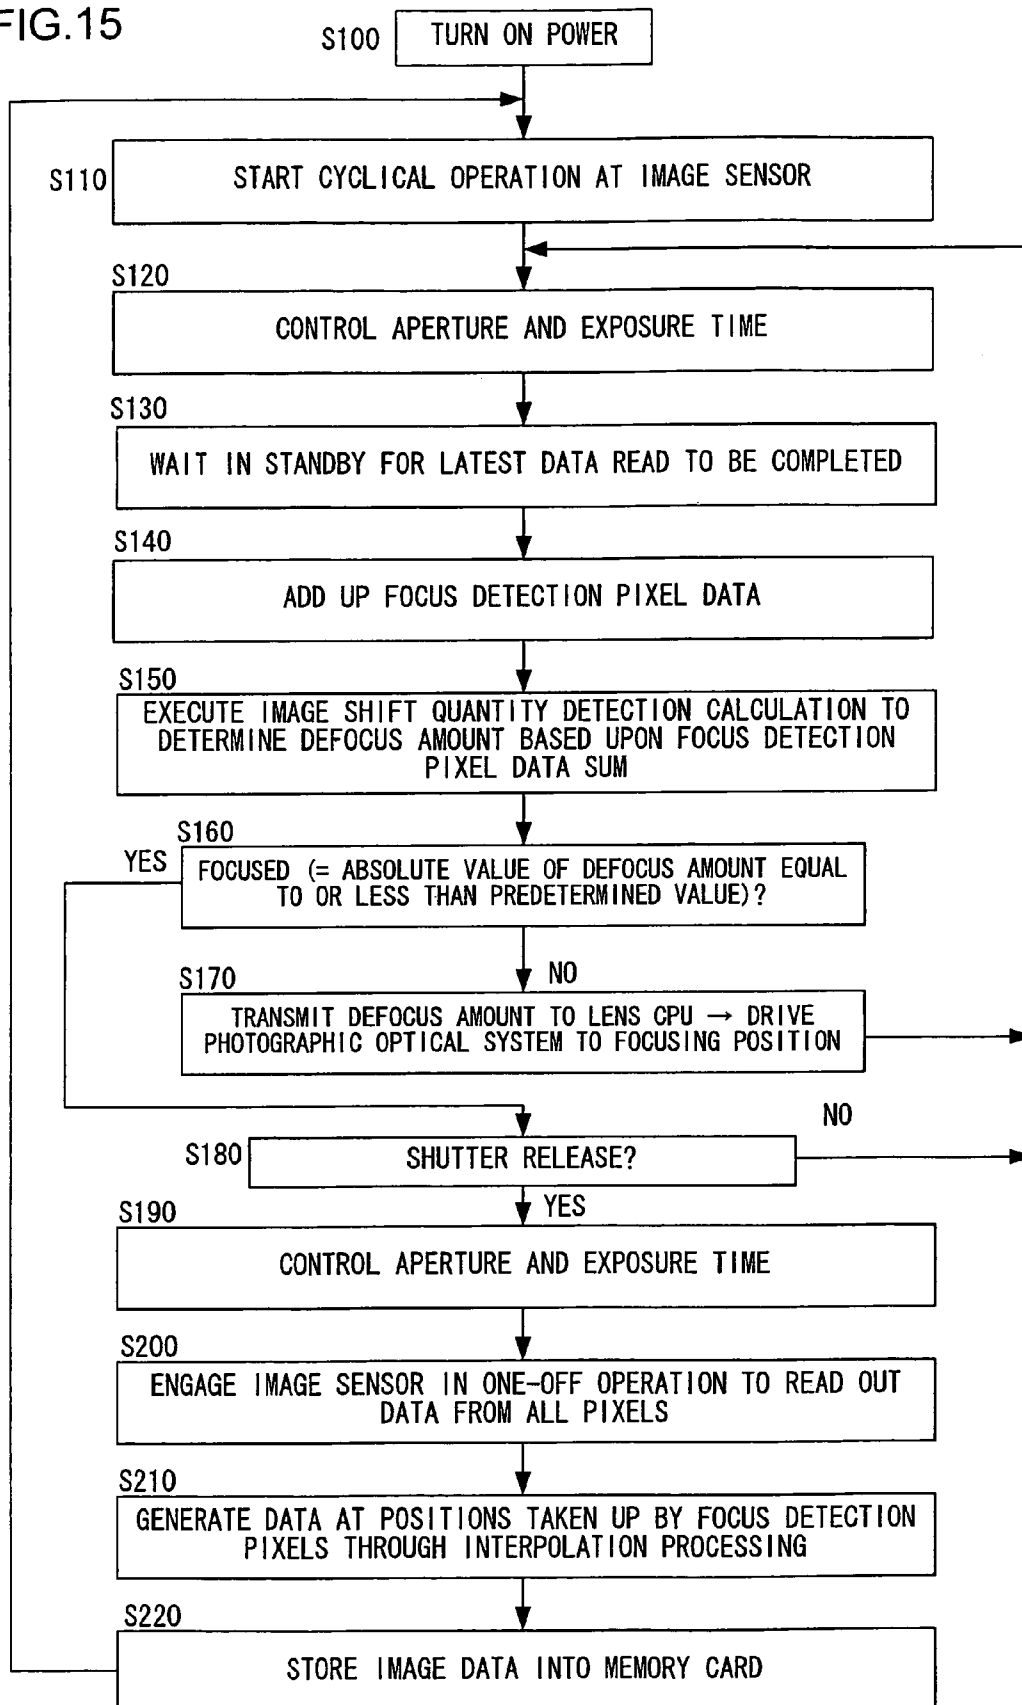 FIG.15
S100
TURN ON POWER
S110
START CYCLICAL OPERATION AT IMAGE SENSOR
S120
CONTROL APERTURE AND EXPOSURE TIME
S130
WAIT IN STANDBY FOR LATEST DATA READ TO BE COMPLETED
S140
ADD UP FOCUS DETECTION PIXEL DATA
S150
EXECUTE IMAGE SHIFT QUANTITY DETECTION CALCULATION TO
DETERMINE DEFOCUS AMOUNT BASED UPON FOCUS DETECTION
PIXEL DATA SUM
S160
YES
FOCUSED (= ABSOLUTE VALUE OF DEFOCUS AMOUNT EQUAL
TO OR LESS THAN PREDETERMINED VALUE)?
NO
S170
TRANSMIT DEFOCUS AMOUNT TO LENS CPU → DRIVE
PHOTOGRAPHIC OPTICAL SYSTEM TO FOCUSING POSITION
NO
S180
SHUTTER RELEASE?
YES
S190
CONTROL APERTURE AND EXPOSURE TIME
S200
ENGAGE IMAGE SENSOR IN ONE-OFF OPERATION TO READ OUT
DATA FROM ALL PIXELS
S210
GENERATE DATA AT POSITIONS TAKEN UP BY FOCUS DETECTION
PIXELS THROUGH INTERPOLATION PROCESSING
S220
STORE IMAGE DATA INTO MEMORY CARD